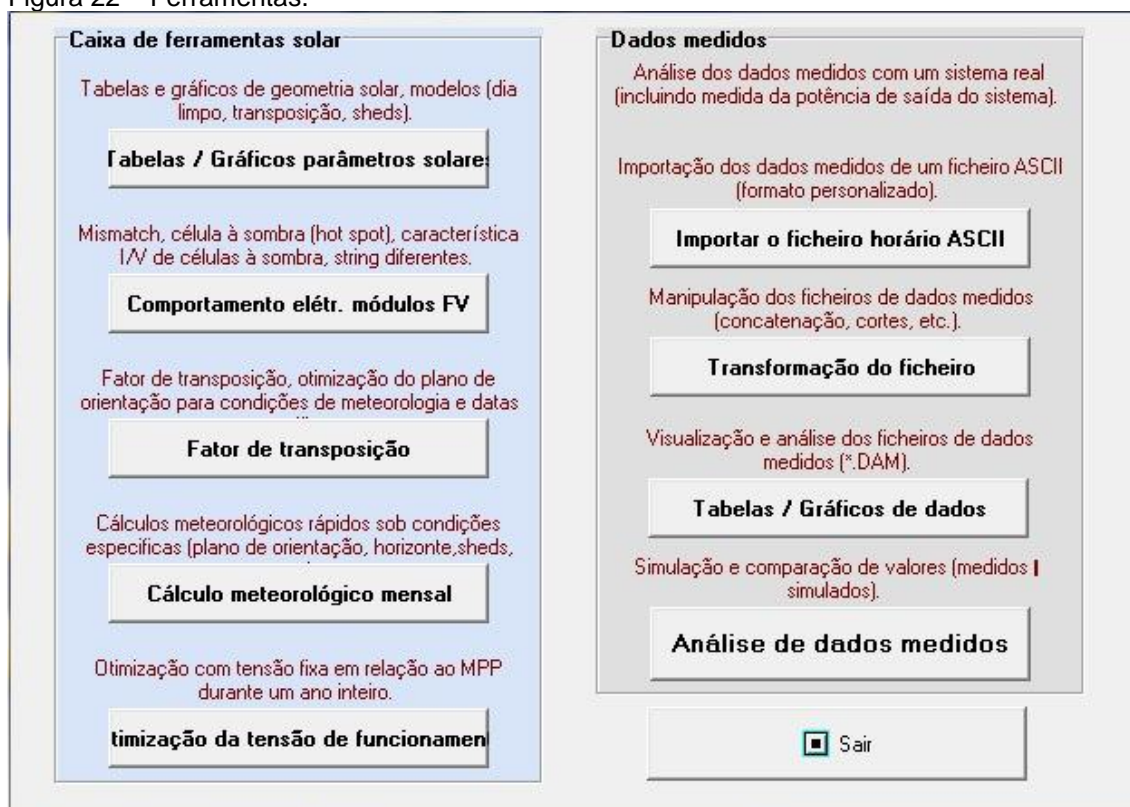 Figura 22 – Ferramentas.
Caixa de ferramentas solar
Tabelas e gráficos de geometria solar, modelos (dia
limpo, transposição, sheds).
Tabelas / Gráficos parâmetros solares
Mismatch, célula à sombra (hot spot), característica
I/V de células à sombra, string diferentes.
Comportamento elétr. módulos FV
Fator de transposição, otimização do plano de
orientação para condições de meteorologia e datas
Fator de transposição
Cálculos meteorológicos rápidos sob condições
especificas (plano de orientação, horizonte,sheds,
Cálculo meteorológico mensal
Otimização com tensão fixa em relação ao MPP
durante um ano inteiro.
timização da tensão de funcionamen
Dados medidos
Análise dos dados medidos com um sistema real
(incluindo medida da potência de saída do sistema).
Importação dos dados medidos de um ficheiro ASCII
(formato personalizado).
Importar o ficheiro horário ASCII
Manipulação dos ficheiros de dados medidos
(concatenação, cortes, etc.).
Transformação do ficheiro
Visualização e análise dos ficheiros de dados
medidos (*.DAM).
Tabelas / Gráficos de dados
Simulação e comparação de valores (medidos |
simulados).
Análise de dados medidos
Sair